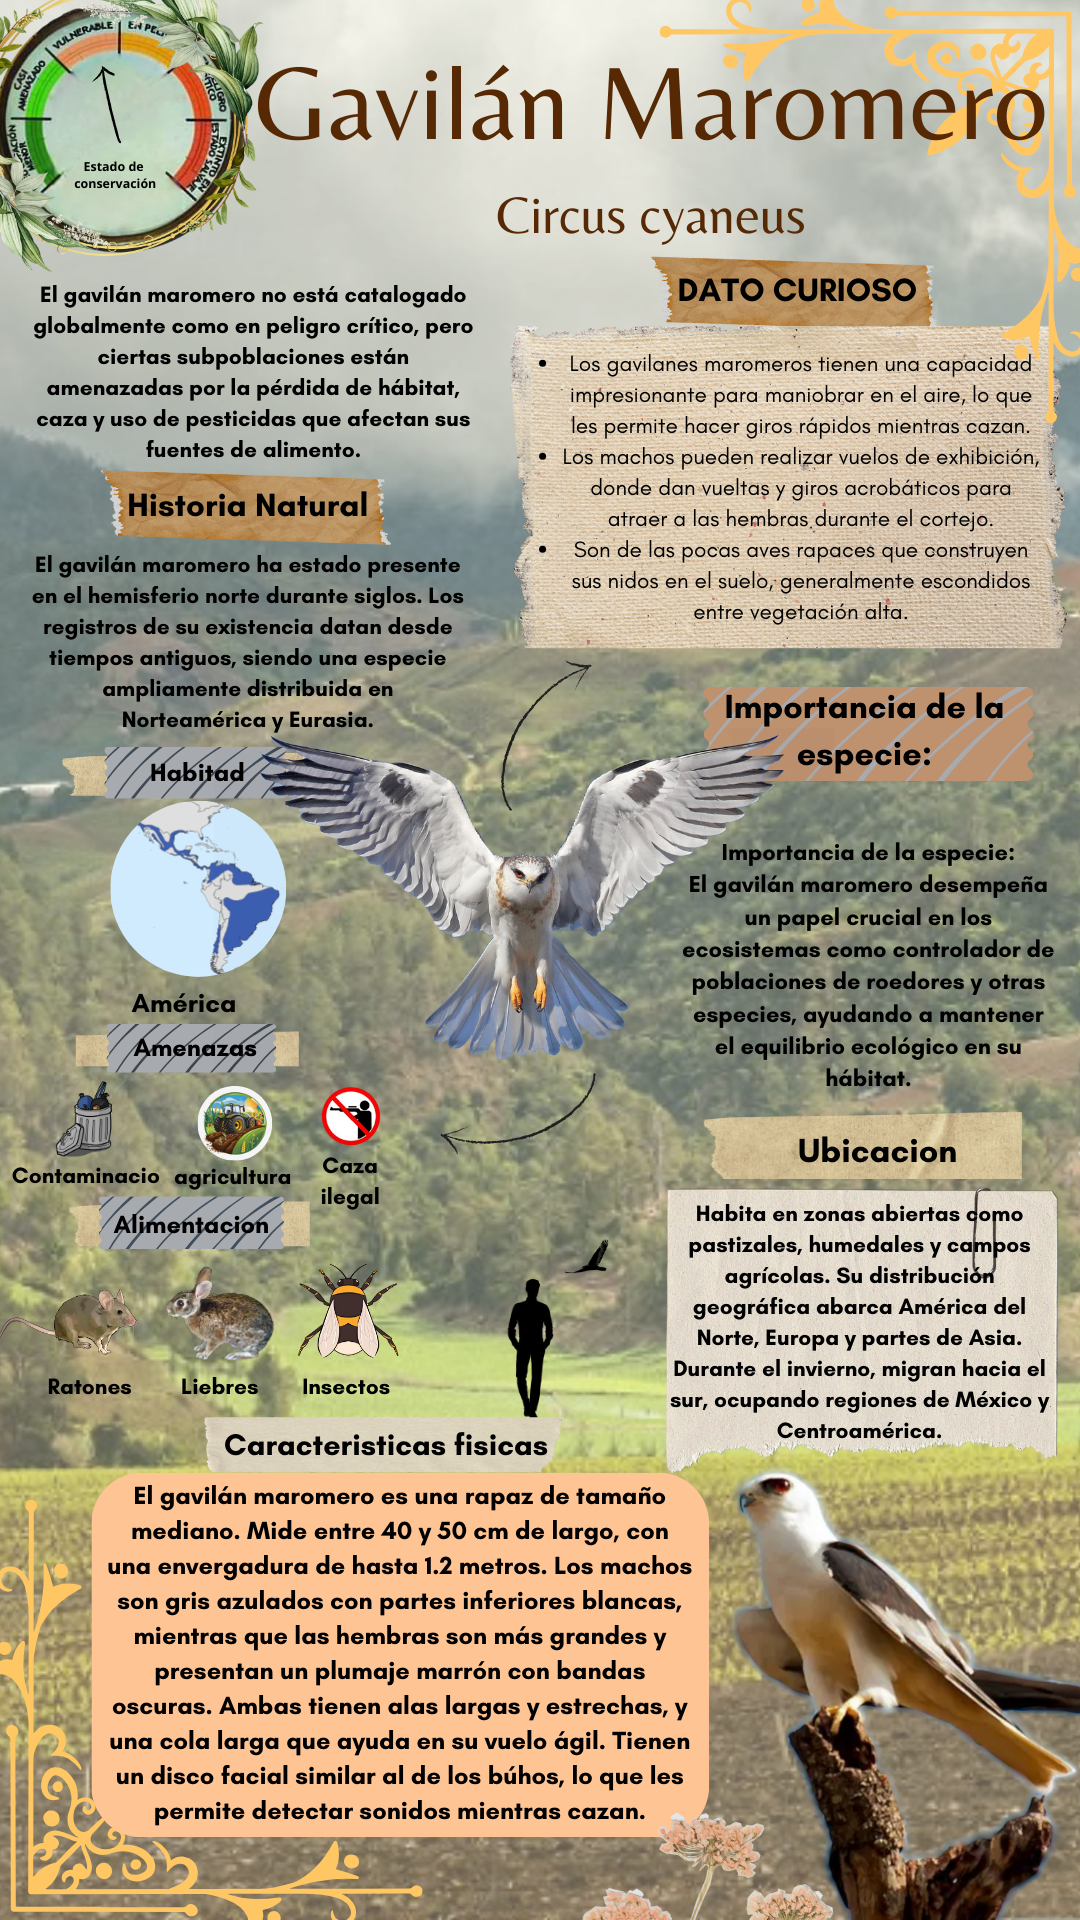 VULNERABLE
CASI
AMENAZADO
MENOR
EXTINTO EN
ESTADO SALVAJE
Estado de
conservación
Gavilán Maromero
Circus cyaneus
El gavilán maromero no está catalogado
globalmente como en peligro crítico, pero
ciertas subpoblaciones están
amenazadas por la pérdida de hábitat,
caza y uso de pesticidas que afectan sus
fuentes de alimento.
DATO CURIOSO
• Los gavilanes maromeros tienen una capacidad
impresionante para maniobrar en el aire, lo que
les permite hacer giros rápidos mientras cazan.
• Los machos pueden realizar vuelos de exhibición,
donde dan vueltas y giros acrobáticos para
atraer a las hembras durante el cortejo.
• Son de las pocas aves rapaces que construyen
sus nidos en el suelo, generalmente escondidos
entre vegetación alta.
Historia Natural
El gavilán maromero ha estado presente
en el hemisferio norte durante siglos. Los
registros de su existencia datan desde
tiempos antiguos, siendo una especie
ampliamente distribuida en
Norteamérica y Eurasia.
Habitad
América
Importancia de la
especie:
Importancia de la especie:
El gavilán maromero desempeña
un papel crucial en los
ecosistemas como controlador de
poblaciones de roedores y otras
especies, ayudando a mantener
el equilibrio ecológico en su
hábitat.
Amenazas
Contaminacio
agricultura
Caza
ilegal
Alimentacion
Ratones
Liebres
Insectos
Ubicacion
Habita en zonas abiertas como
pastizales, humedales y campos
agrícolas. Su distribución
geográfica abarca América del
Norte, Europa y partes de Asia.
Durante el invierno, migran hacia el
sur, ocupando regiones de México y
Centroamérica.
Caracteristicas fisicas
El gavilán maromero es una rapaz de tamaño
mediano. Mide entre 40 y 50 cm de largo, con
una envergadura de hasta 1.2 metros. Los machos
son gris azulados con partes inferiores blancas,
mientras que las hembras son más grandes y
presentan un plumaje marrón con bandas
oscuras. Ambas tienen alas largas y estrechas, y
una cola larga que ayuda en su vuelo ágil. Tienen
un disco facial similar al de los búhos, lo que les
permite detectar sonidos mientras cazan.